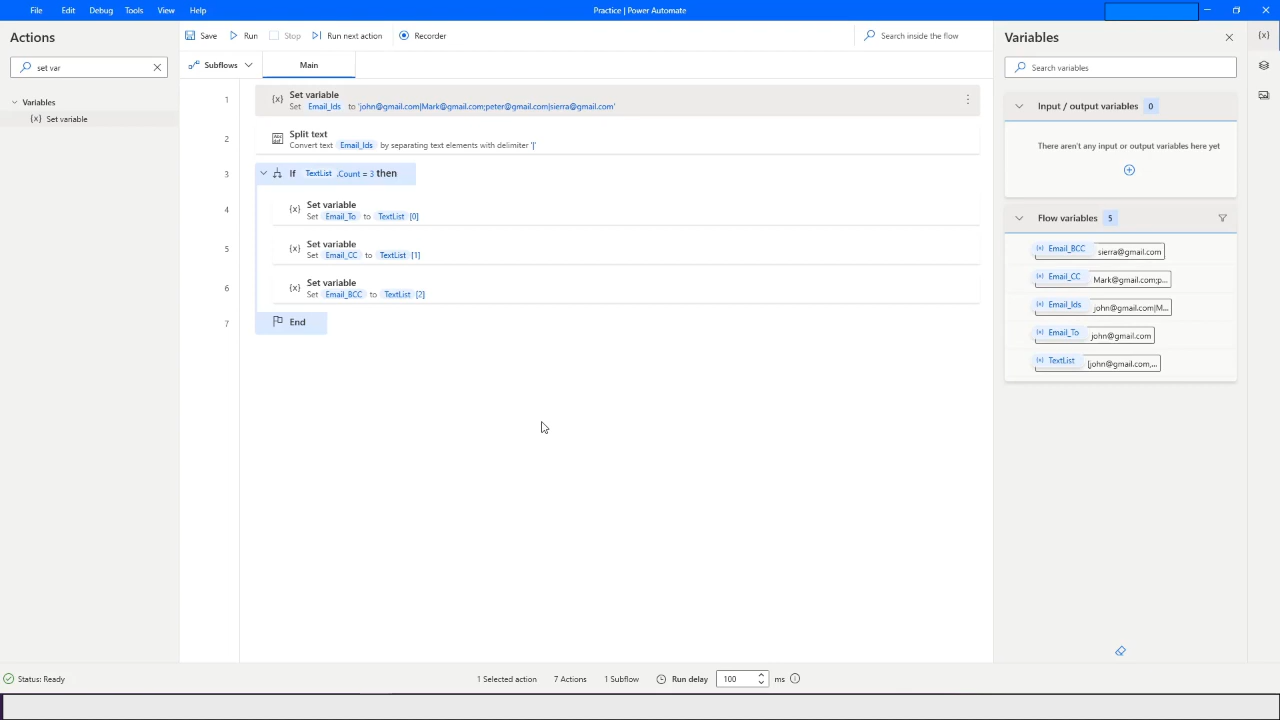 File Edit Debug Tools View Help Practice | Power Automate
Actions
set var
Variables
{x} Set variable
Save Run Stop Run next action Recorder Search inside the flow
Subflows Main
1 {x} Set variable
Set Email_Ids to 'john@gmail.com|Mark@gmail.com;peter@gmail.com|sierra@gmail.com'
2 Split text
Convert text Email_Ids by separating text elements with delimiter '|'
3 If TextList .Count = 3 then
4 {x} Set variable
Set Email_To to TextList [0]
5 {x} Set variable
Set Email_CC to TextList [1]
6 {x} Set variable
Set Email_BCC to TextList [2]
7 End
Variables
Search variables
Input / output variables 0
There aren't any input or output variables here yet
Flow variables 5
{x} Email_BCC sierra@gmail.com
{x} Email_CC Mark@gmail.com;p...
{x} Email_Ids john@gmail.com|M...
{x} Email_To john@gmail.com
{x} TextList [john@gmail.com,...
{x}
Status: Ready 1 Selected action 7 Actions 1 Subflow Run delay 100 ms